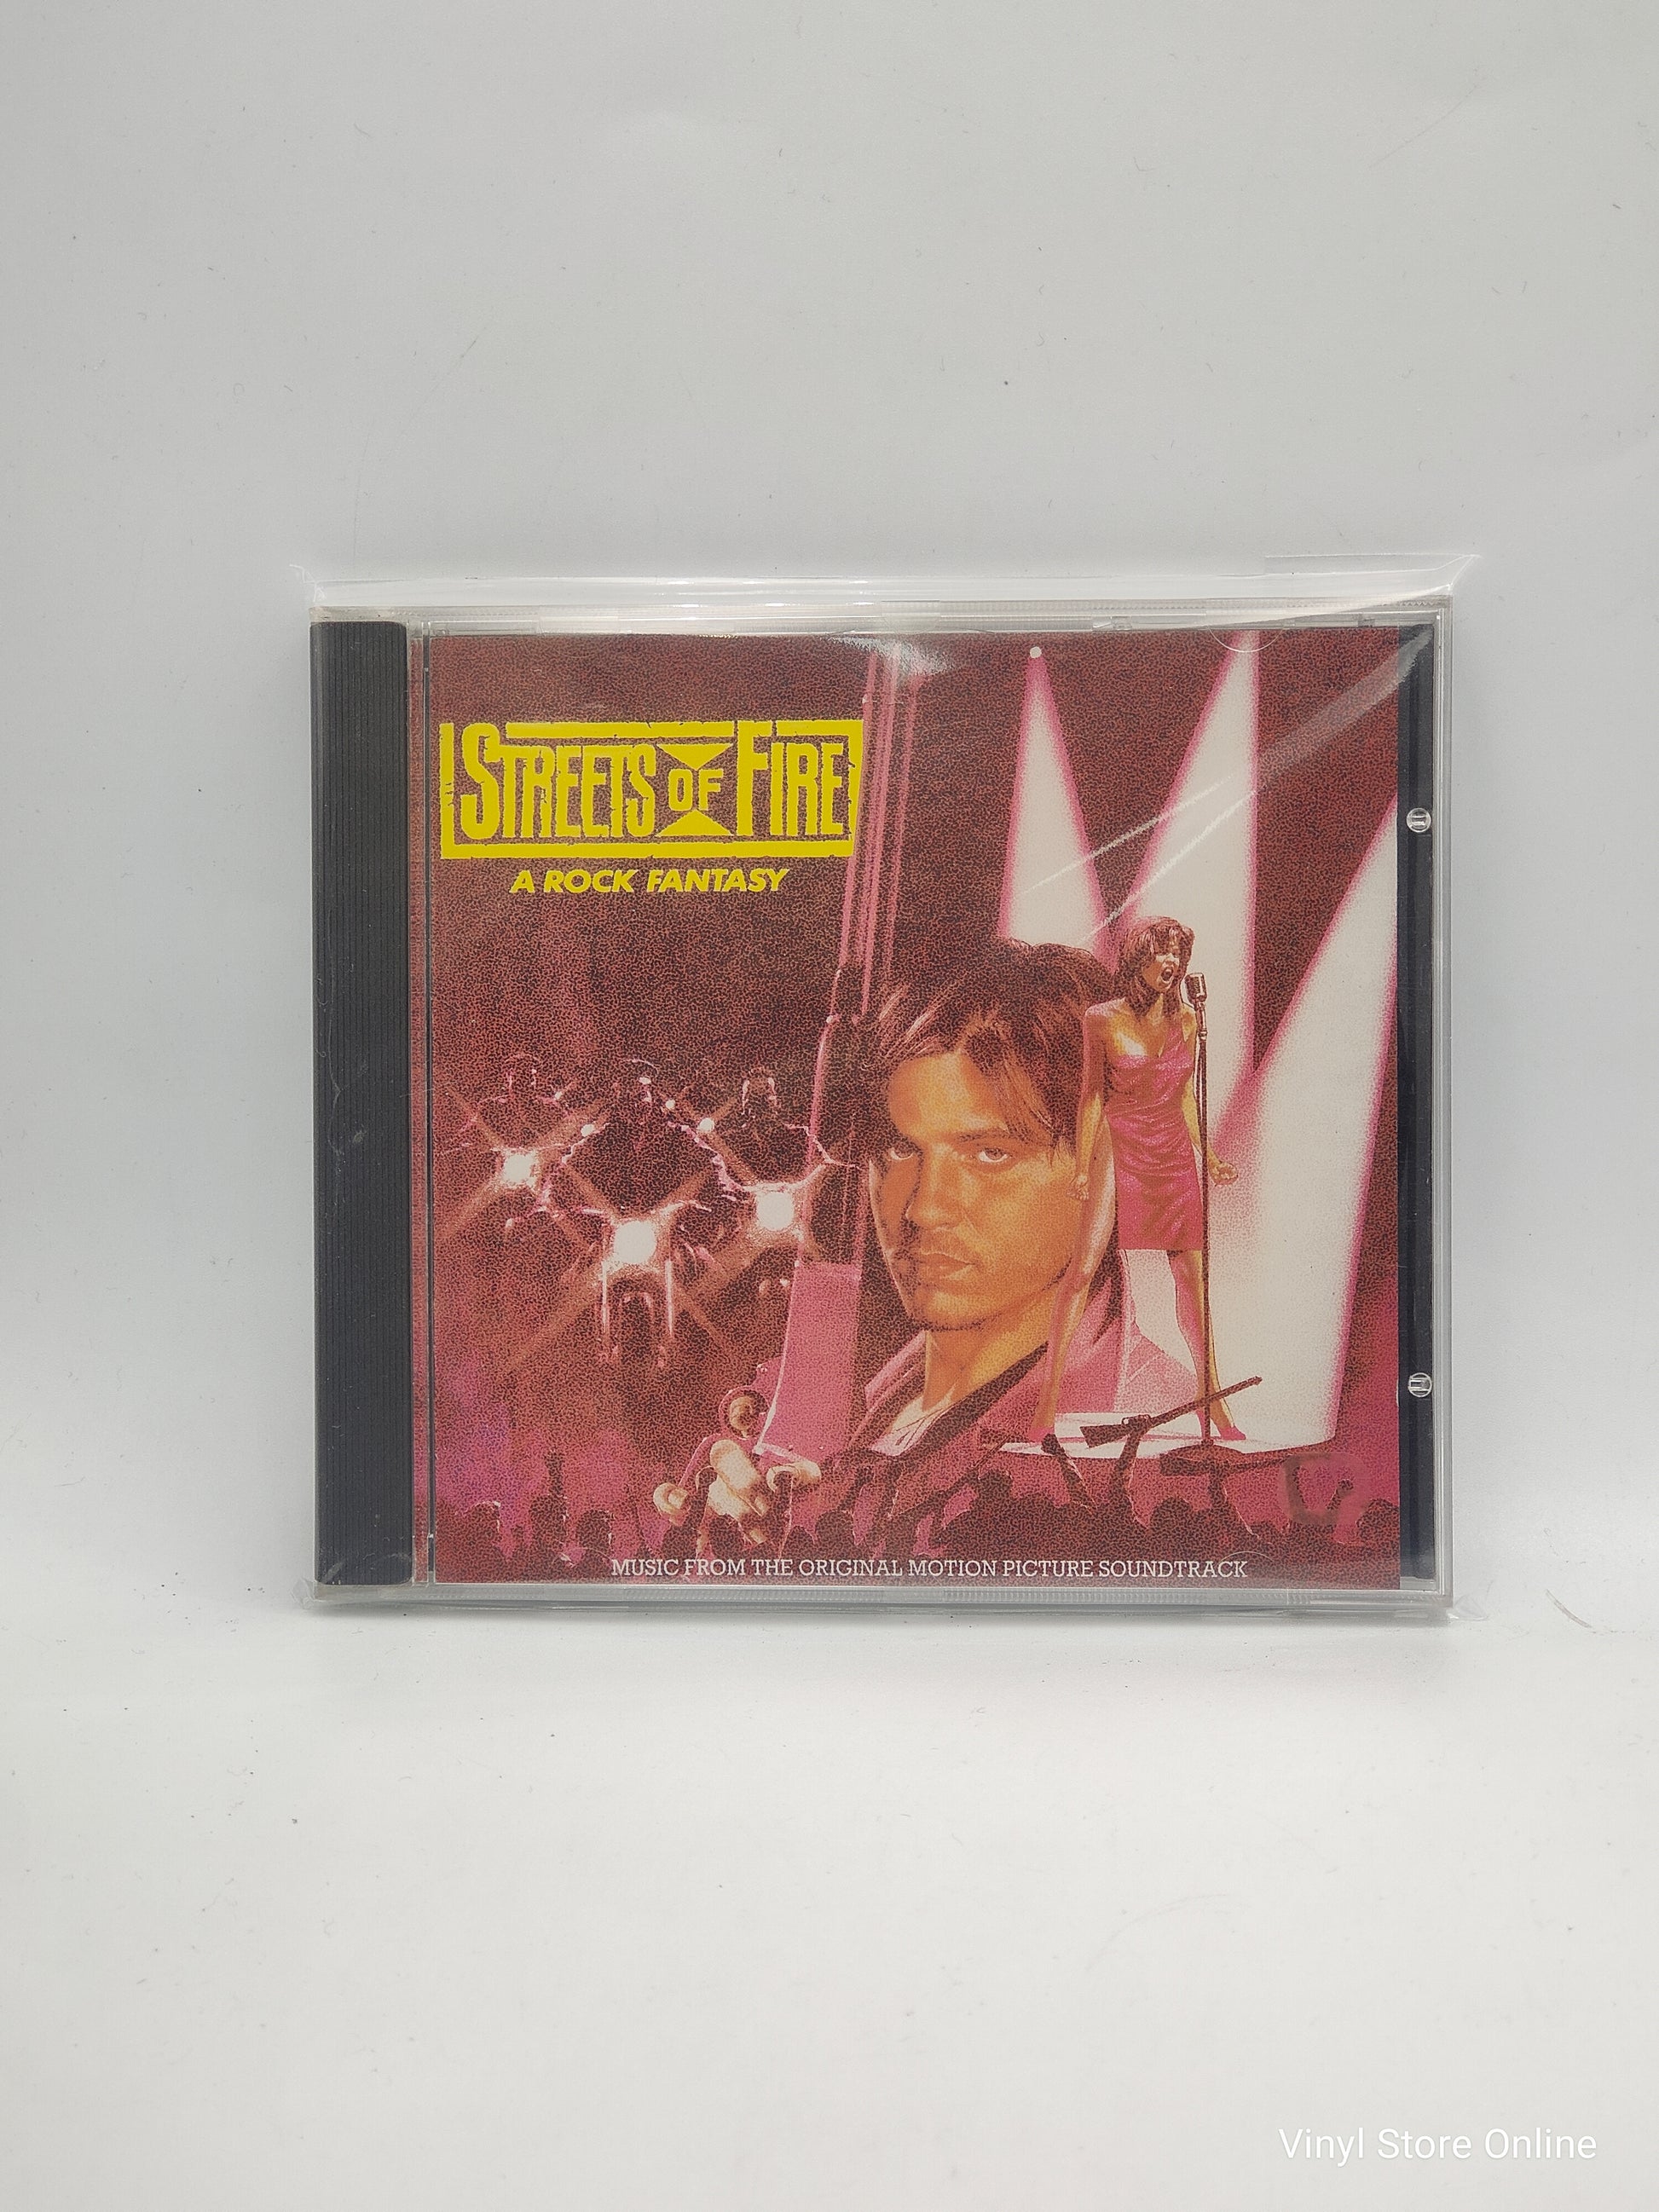 STREETS OF FIRE
A ROCK FANTASY
MUSIC FROM THE ORIGINAL MOTION PICTURE SOUNDTRACK
Vinyl Store Online